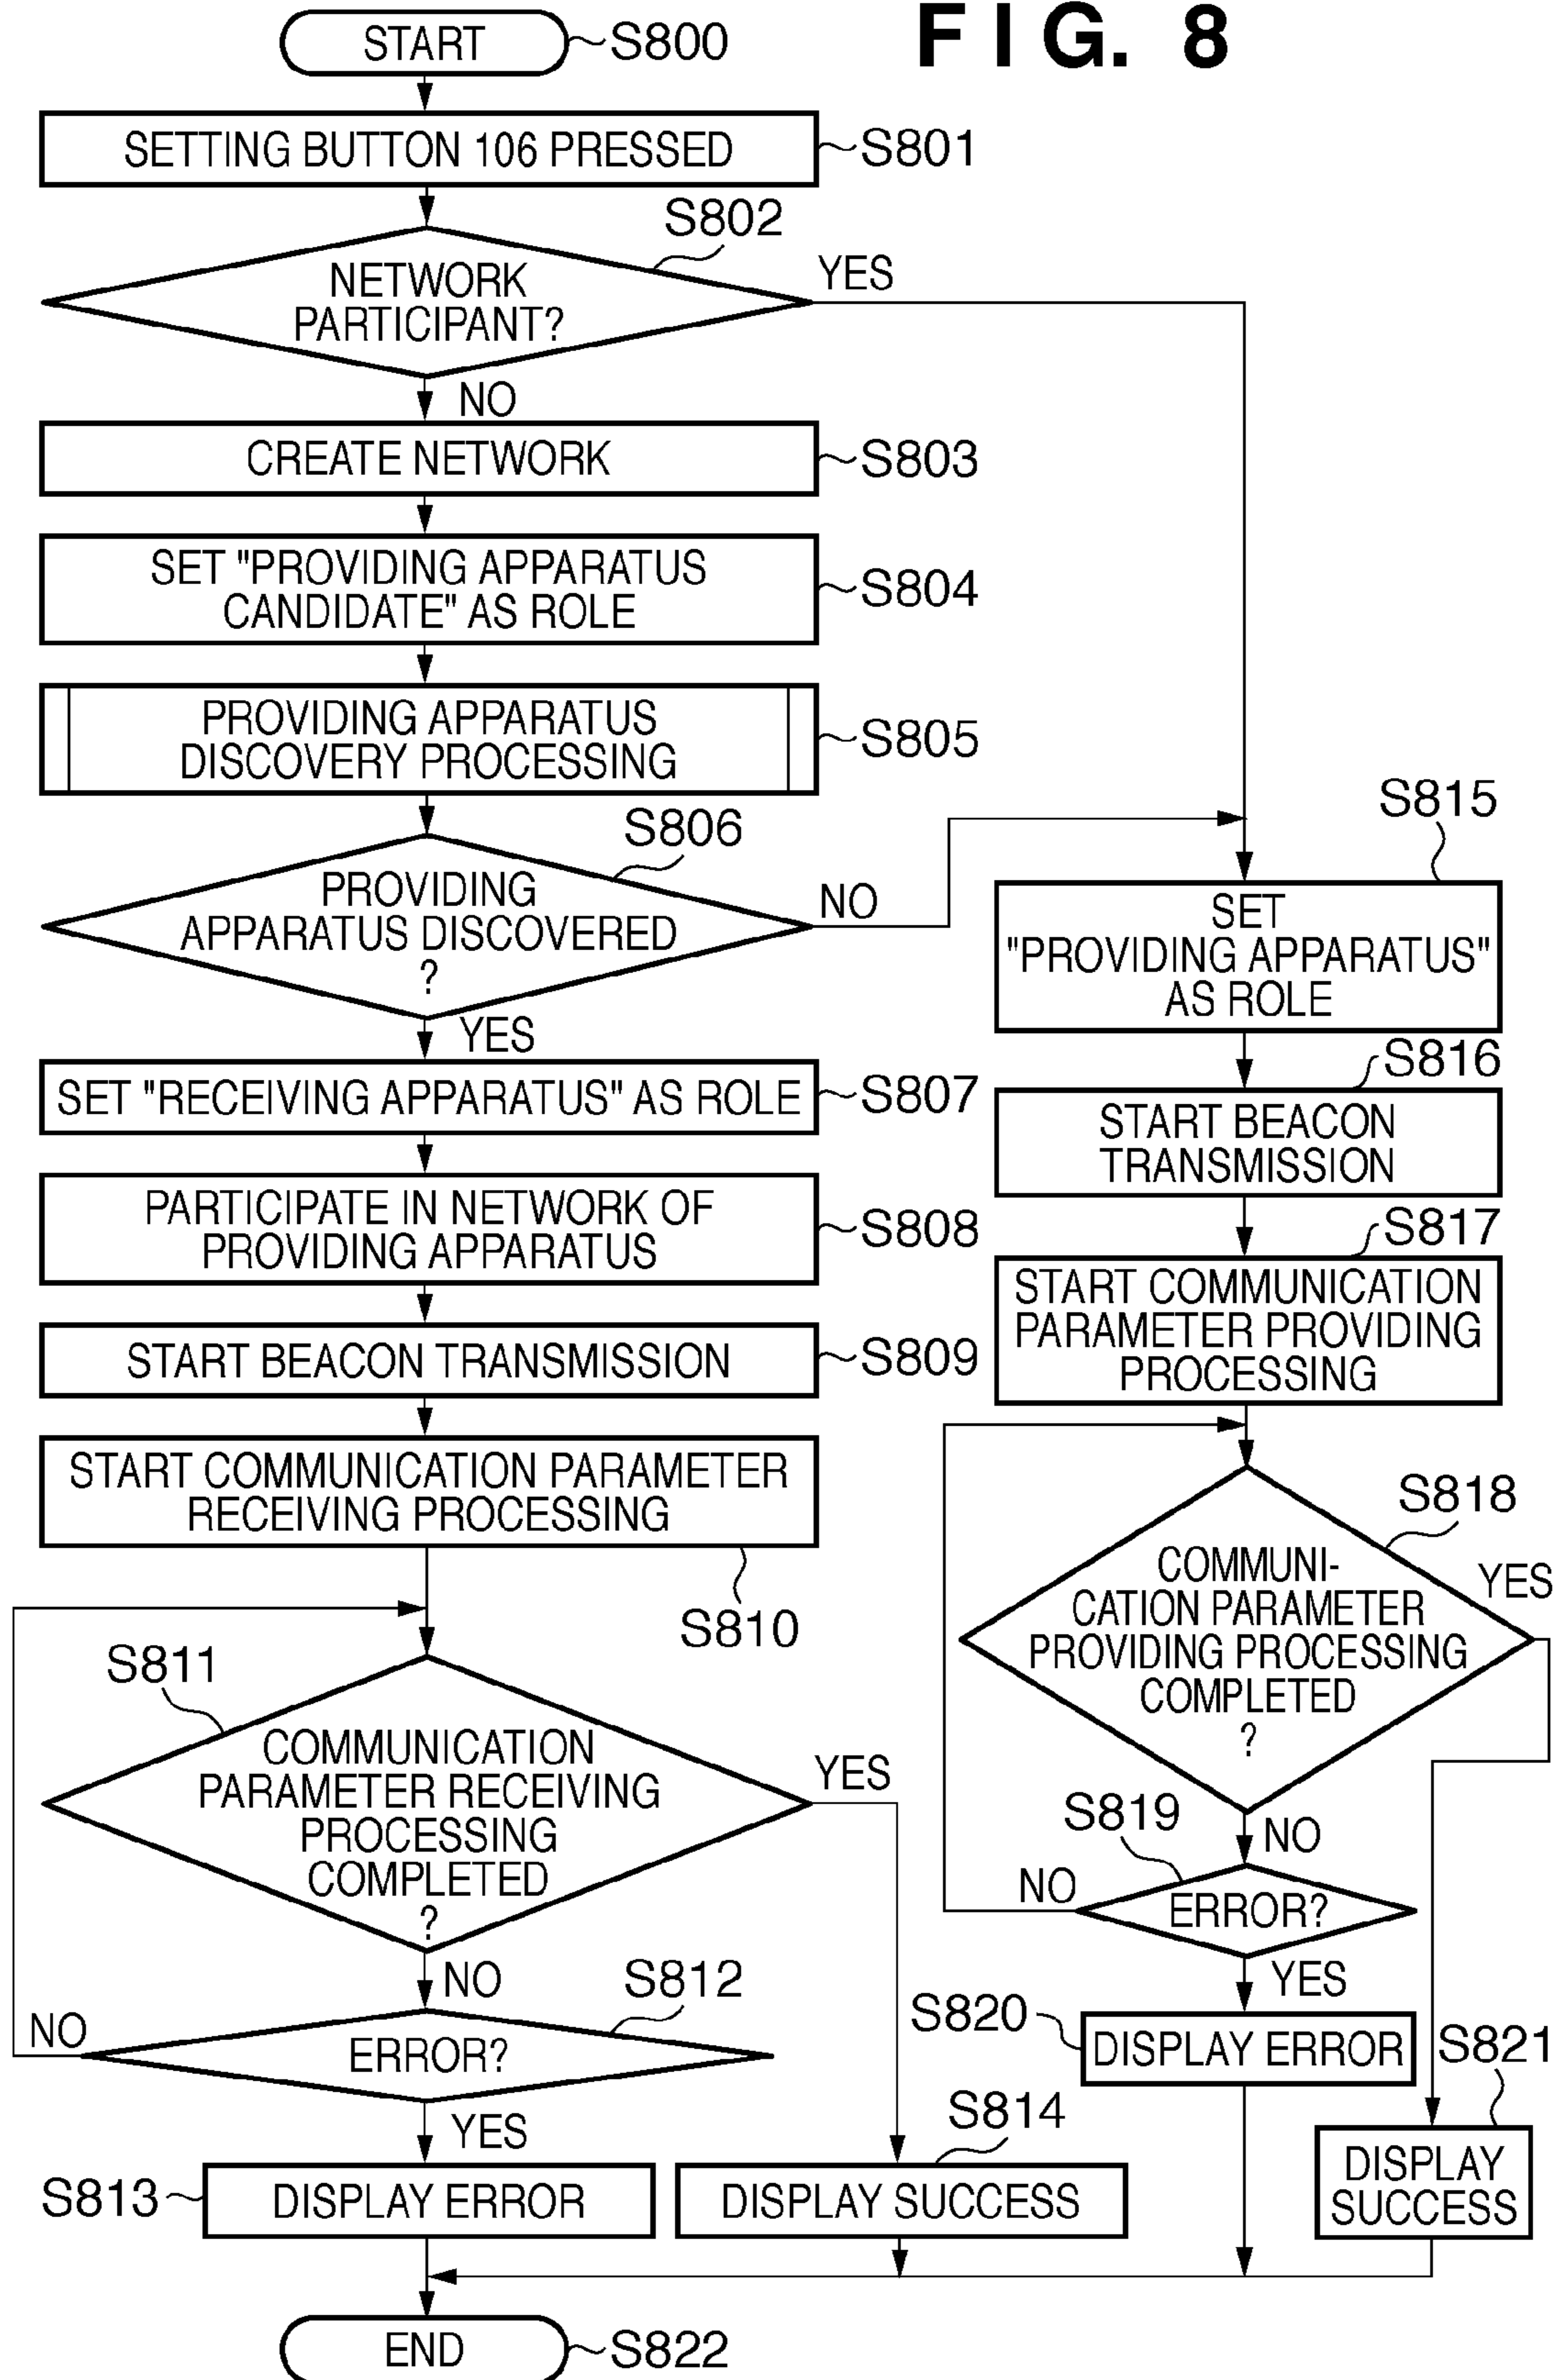 FIG. 8
START
S800
SETTING BUTTON 106 PRESSED
S801
S802
NETWORK
PARTICIPANT?
YES
NO
CREATE NETWORK
S803
SET "PROVIDING APPARATUS
CANDIDATE" AS ROLE
S804
PROVIDING APPARATUS
DISCOVERY PROCESSING
S805
S806
PROVIDING
APPARATUS DISCOVERED
?
NO
YES
SET "RECEIVING APPARATUS" AS ROLE
S807
PARTICIPATE IN NETWORK OF
PROVIDING APPARATUS
S808
START BEACON TRANSMISSION
S809
START COMMUNICATION PARAMETER
RECEIVING PROCESSING
S810
S811
COMMUNICATION
PARAMETER RECEIVING
PROCESSING
COMPLETED
?
YES
NO
S812
NO
ERROR?
YES
S813
DISPLAY ERROR
S814
DISPLAY SUCCESS
S815
SET
"PROVIDING APPARATUS"
AS ROLE
S816
START BEACON
TRANSMISSION
S817
START COMMUNICATION
PARAMETER PROVIDING
PROCESSING
S818
COMMUNI-
CATION PARAMETER
PROVIDING PROCESSING
COMPLETED
?
YES
NO
S819
NO
ERROR?
YES
S820
DISPLAY ERROR
S821
DISPLAY
SUCCESS
END
S822